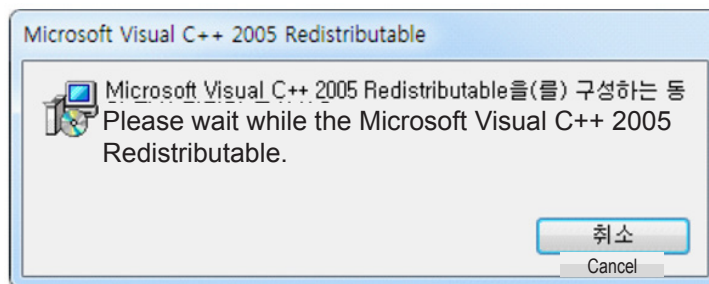 Microsoft Visual C++ 2005 Redistributable
Microsoft Visual C++ 2005 Redistributable을(를) 구성하는 동
Please wait while the Microsoft Visual C++ 2005
Redistributable.
취소
Cancel